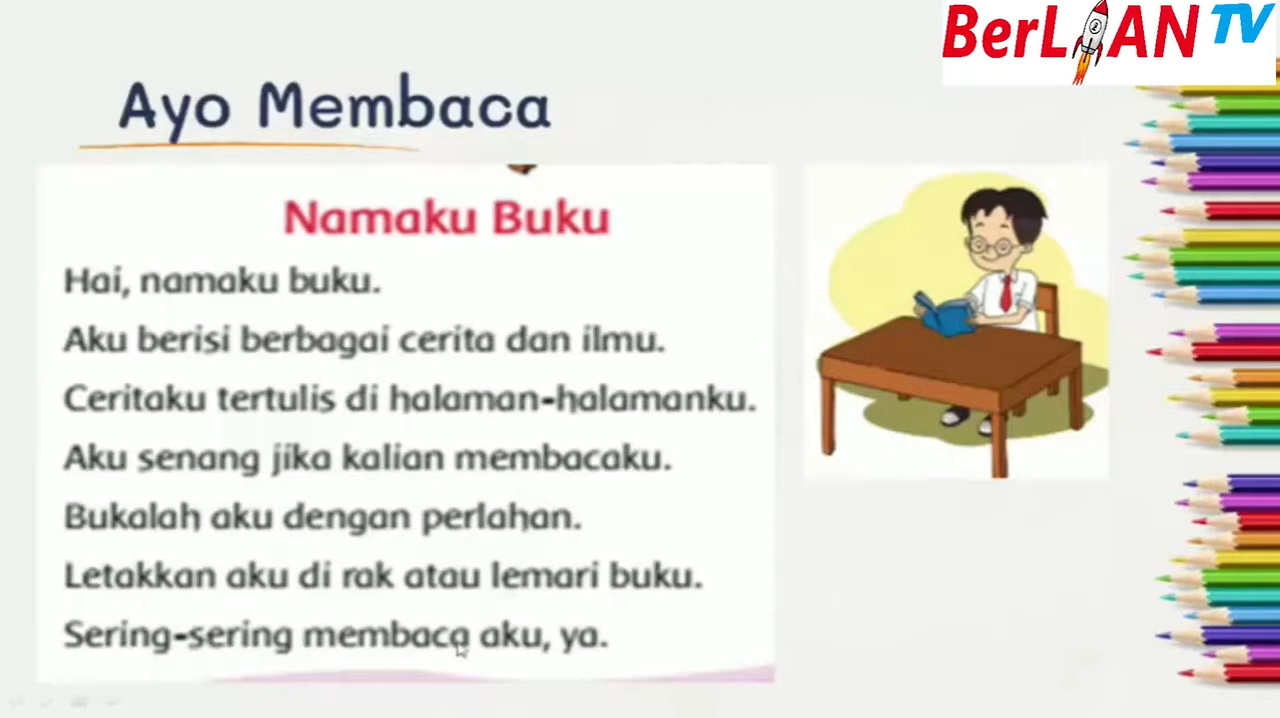 BerLIAN TV
Ayo Membaca
Namaku Buku
Hai, namaku buku.
Aku berisi berbagai cerita dan ilmu.
Ceritaku tertulis di halaman-halamanku.
Aku senang jika kalian membacaku.
Bukalah aku dengan perlahan.
Letakkan aku di rak atau lemari buku.
Sering-sering membaca aku, ya.